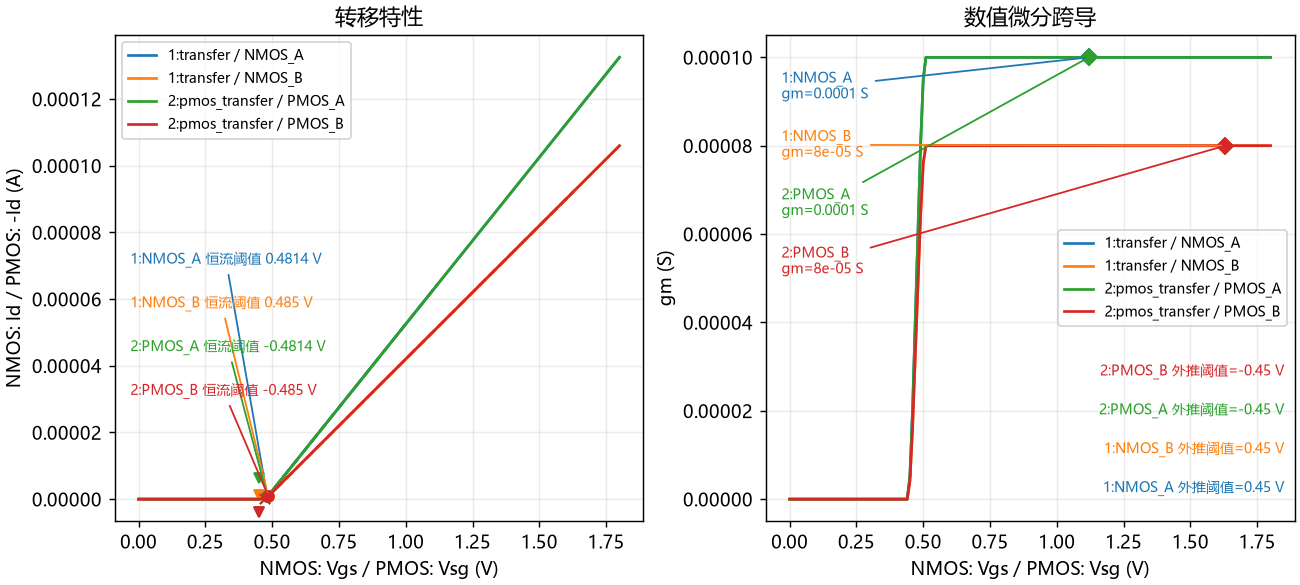 转移特性
1:transfer / NMOS_A
1:transfer / NMOS_B
2:pmos_transfer / PMOS_A
2:pmos_transfer / PMOS_B
NMOS: Id / PMOS: -Id (A)
0.00012
0.00010
0.00008
0.00006
0.00004
0.00002
0.00000
1:NMOS_A 恒流阈值 0.4814 V
1:NMOS_B 恒流阈值 0.485 V
2:PMOS_A 恒流阈值 -0.4814 V
2:PMOS_B 恒流阈值 -0.485 V
0.00 0.25 0.50 0.75 1.00 1.25 1.50 1.75
NMOS: Vgs / PMOS: Vsg (V)
数值微分跨导
gm (S)
0.00010
0.00008
0.00006
0.00004
0.00002
0.00000
1:NMOS_A
gm=0.0001 S
1:NMOS_B
gm=8e-05 S
2:PMOS_A
gm=0.0001 S
2:PMOS_B
gm=8e-05 S
1:transfer / NMOS_A
1:transfer / NMOS_B
2:pmos_transfer / PMOS_A
2:pmos_transfer / PMOS_B
2:PMOS_B 外推阈值=-0.45 V
2:PMOS_A 外推阈值=-0.45 V
1:NMOS_B 外推阈值=0.45 V
1:NMOS_A 外推阈值=0.45 V
0.00 0.25 0.50 0.75 1.00 1.25 1.50 1.75
NMOS: Vgs / PMOS: Vsg (V)